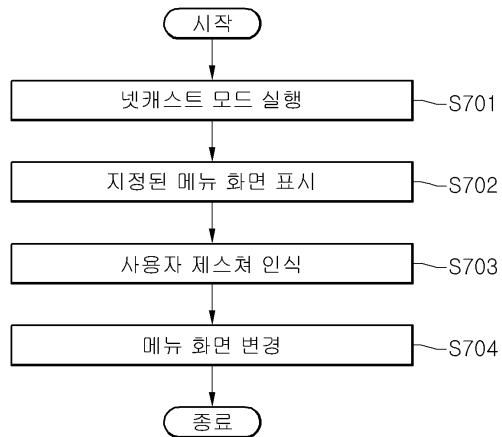 시작
넷캐스트 모드 실행
S701
지정된 메뉴 화면 표시
S702
사용자 제스쳐 인식
S703
메뉴 화면 변경
S704
종료